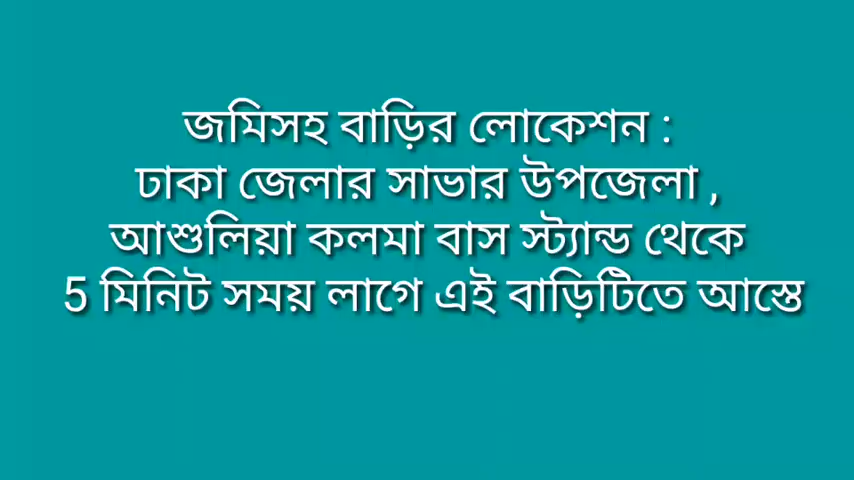 জমিসহ বাড়ির লোকেশন :
ঢাকা জেলার সাভার উপজেলা ,
আশুলিয়া কলমা বাস স্ট্যান্ড থেকে
5 মিনিট সময় লাগে এই বাড়িটিতে আস্তে